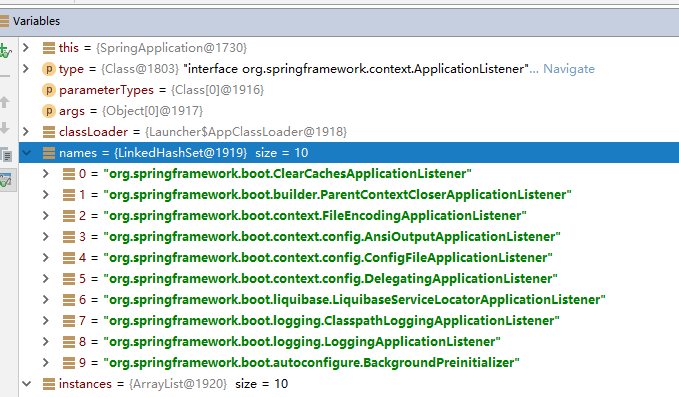 Variables
this = {SpringApplication@1730}
type = {Class@1803} "interface org.springframework.context.ApplicationListener"... Navigate
parameterTypes = {Class[0]@1916}
args = {Object[0]@1917}
classLoader = {Launcher$AppClassLoader@1918}
names = {LinkedHashSet@1919} size = 10
0 = "org.springframework.boot.ClearCachesApplicationListener"
1 = "org.springframework.boot.builder.ParentContextCloserApplicationListener"
2 = "org.springframework.boot.context.FileEncodingApplicationListener"
3 = "org.springframework.boot.context.config.AnsiOutputApplicationListener"
4 = "org.springframework.boot.context.config.ConfigFileApplicationListener"
5 = "org.springframework.boot.context.config.DelegatingApplicationListener"
6 = "org.springframework.boot.liquibase.LiquibaseServiceLocatorApplicationListener"
7 = "org.springframework.boot.logging.ClasspathLoggingApplicationListener"
8 = "org.springframework.boot.logging.LoggingApplicationListener"
9 = "org.springframework.boot.autoconfigure.BackgroundPreinitializer"
instances = {ArrayList@1920} size = 10